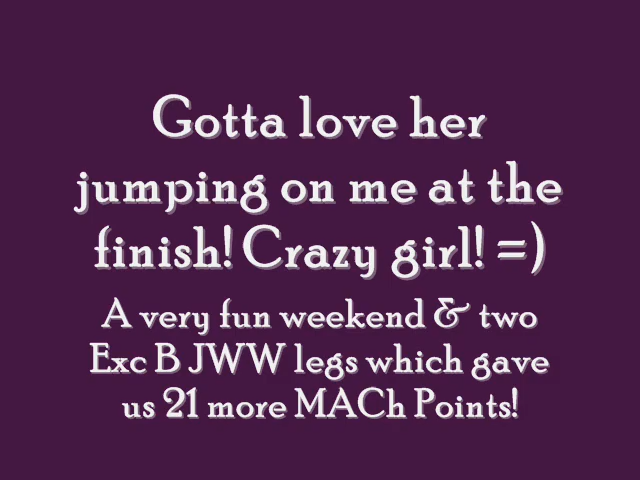 Gotta love her
jumping on me at the
finish! Crazy girl! =)
A very fun weekend & two
Exc B JWW legs which gave
us 21 more MACh Points!